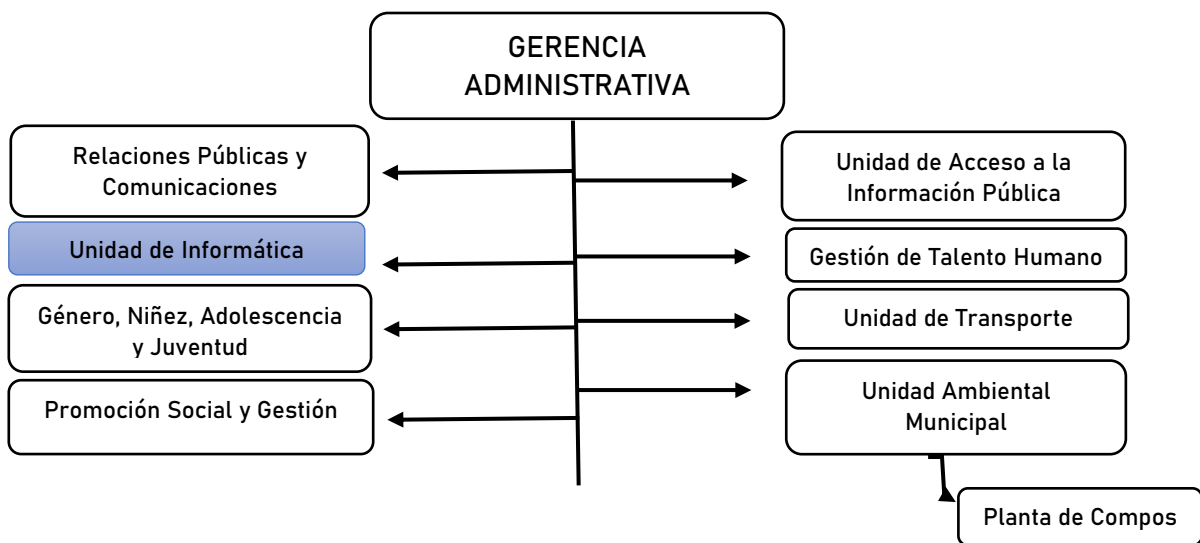 GERENCIA
ADMINISTRATIVA
Relaciones Públicas y
Comunicaciones
Unidad de Informática
Género, Niñez, Adolescencia
y Juventud
Promoción Social y Gestión
Unidad de Acceso a la
Información Pública
Gestión de Talento Humano
Unidad de Transporte
Unidad Ambiental
Municipal
Planta de Compos